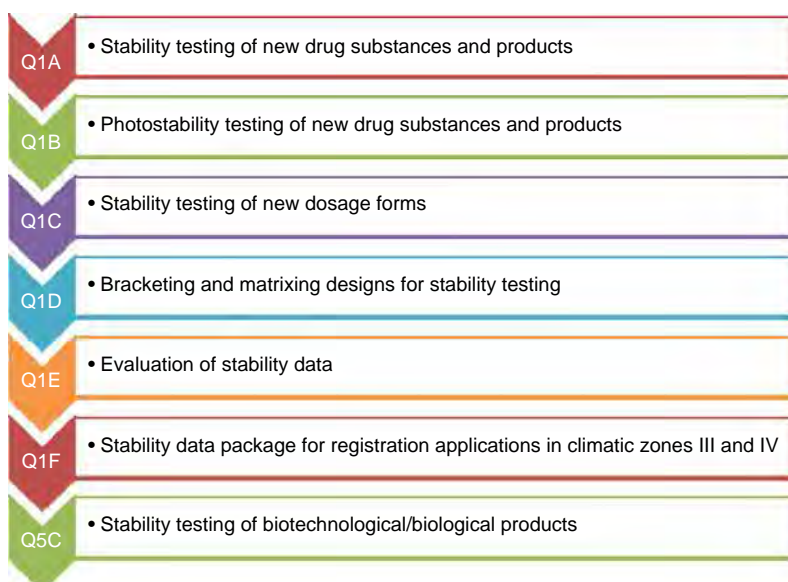 Q1A
• Stability testing of new drug substances and products
Q1B
• Photostability testing of new drug substances and products
Q1C
• Stability testing of new dosage forms
Q1D
• Bracketing and matrixing designs for stability testing
Q1E
• Evaluation of stability data
Q1F
• Stability data package for registration applications in climatic zones III and IV
Q5C
• Stability testing of biotechnological/biological products